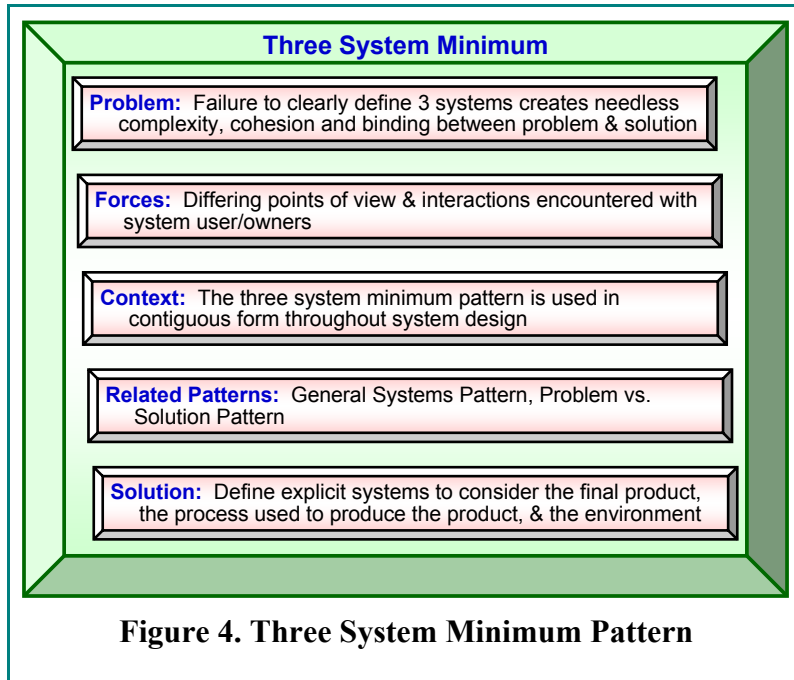 Three System Minimum
Problem: Failure to clearly define 3 systems creates needless
complexity, cohesion and binding between problem & solution
Forces: Differing points of view & interactions encountered with
system user/owners
Context: The three system minimum pattern is used in
contiguous form throughout system design
Related Patterns: General Systems Pattern, Problem vs.
Solution Pattern
Solution: Define explicit systems to consider the final product,
the process used to produce the product, & the environment
Figure 4. Three System Minimum Pattern